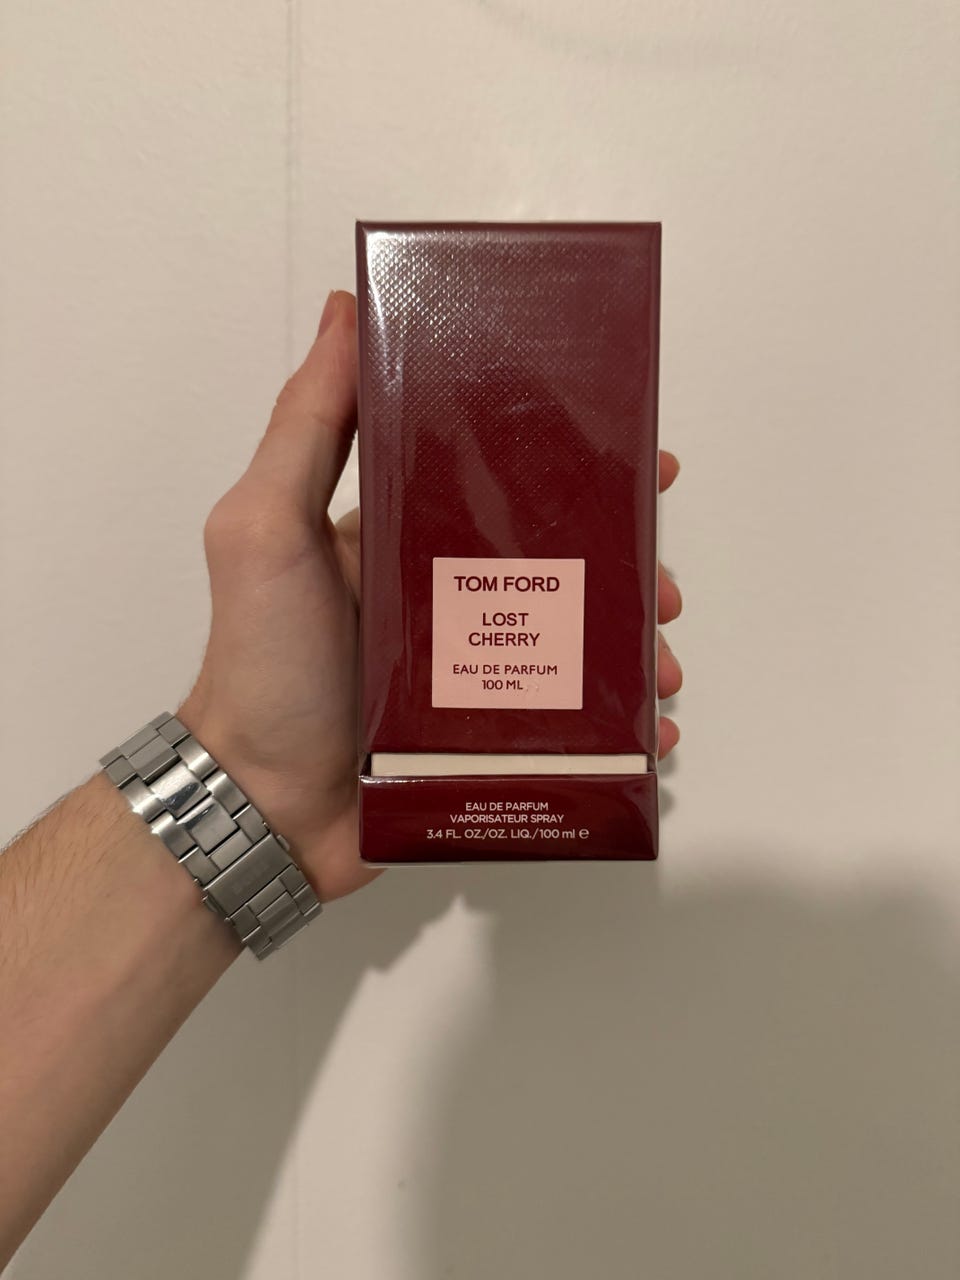 TOM FORD
LOST
CHERRY
EAU DE PARFUM
100 ML
EAU DE PARFUM
VAPORISATEUR SPRAY
3.4 FL. OZ./OZ. LIQ./100 ml ℮